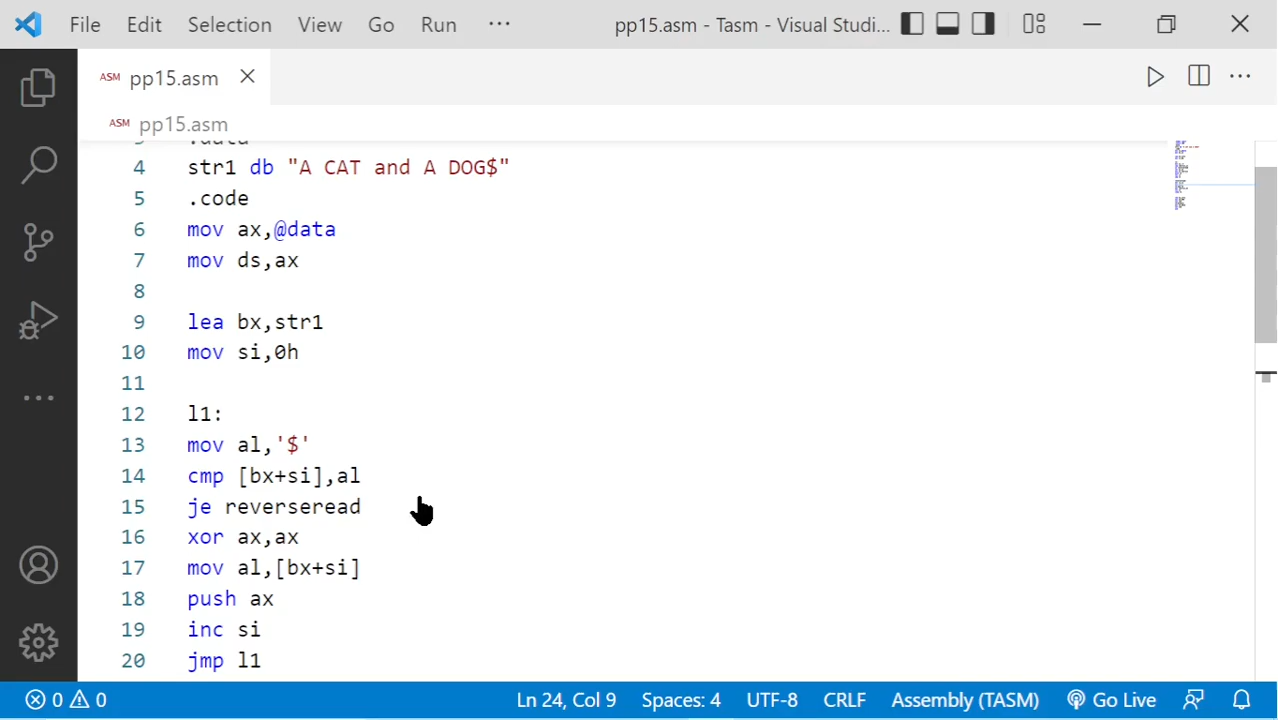 File Edit Selection View Go Run ··· pp15.asm - Tasm - Visual Studi...
ASM pp15.asm
ASM pp15.asm
4 str1 db "A CAT and A DOG$"
5 .code
6 mov ax,@data
7 mov ds,ax
8
9 lea bx,str1
10 mov si,0h
11
12 l1:
13 mov al,'$'
14 cmp [bx+si],al
15 je reverseread
16 xor ax,ax
17 mov al,[bx+si]
18 push ax
19 inc si
20 jmp l1
0 0 Ln 24, Col 9 Spaces: 4 UTF-8 CRLF Assembly (TASM) Go Live